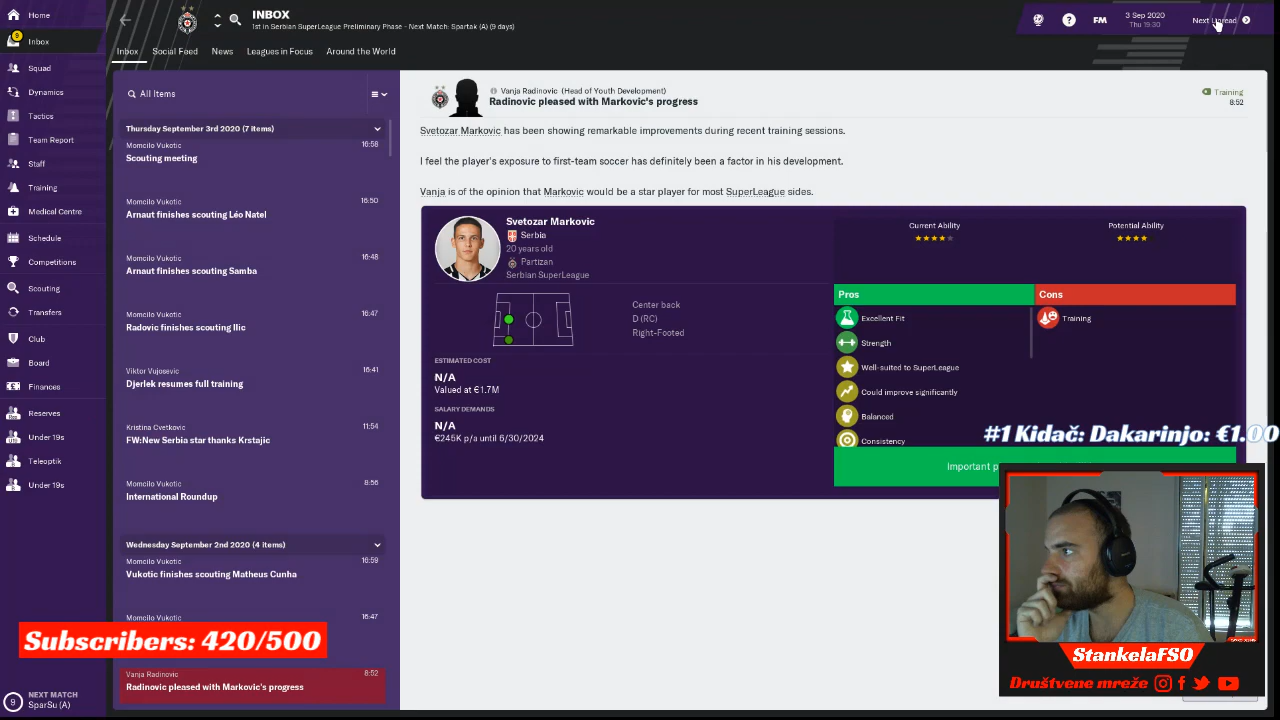 Home
9
Inbox
Squad
Dynamics
Tactics
Team Report
Staff
Training
Medical Centre
Schedule
Competitions
Scouting
Transfers
Club
Board
Finances
Reserves
Under 19s
Teleoptik
Under 19s
9
NEXT MATCH
SparSu (A)
INBOX
1st in Serbian SuperLeague Preliminary Phase - Next Match: Spartak (A) (9 days)
?
FM
3 Sep 2020
Thu 19:30
Next Unread
Inbox
Social Feed
News
Leagues in Focus
Around the World
All Items
Thursday September 3rd 2020 (7 items)
Momcilo Vukotic
16:58
Scouting meeting
Momcilo Vukotic
16:50
Arnaut finishes scouting Léo Natel
Momcilo Vukotic
16:48
Arnaut finishes scouting Samba
Momcilo Vukotic
16:47
Radovic finishes scouting Ilic
Viktor Vujosevic
16:41
Djerlek resumes full training
Kristina Cvetkovic
11:54
FW:New Serbia star thanks Krstajic
Momcilo Vukotic
8:56
International Roundup
Wednesday September 2nd 2020 (4 items)
Momcilo Vukotic
16:59
Vukotic finishes scouting Matheus Cunha
Momcilo Vukotic
16:47
Vanja Radinovic
8:52
Radinovic pleased with Markovic's progress
Vanja Radinovic (Head of Youth Development)
Radinovic pleased with Markovic's progress
Training
8:52
Svetozar Markovic has been showing remarkable improvements during recent training sessions.
I feel the player's exposure to first-team soccer has definitely been a factor in his development.
Vanja is of the opinion that Markovic would be a star player for most SuperLeague sides.
Svetozar Markovic
Serbia
20 years old
Partizan
Serbian SuperLeague
Center back
D (RC)
Right-Footed
ESTIMATED COST
N/A
Valued at €1.7M
SALARY DEMANDS
N/A
€245K p/a until 6/30/2024
Current Ability
Potential Ability
Pros
Cons
Excellent Fit
Strength
Well-suited to SuperLeague
Could improve significantly
Balanced
Consistency
Training
Important
#1 Kidač: Dakarinjo: €1.00
Subscribers: 420/500
StankelaFSO
Društvene mreže